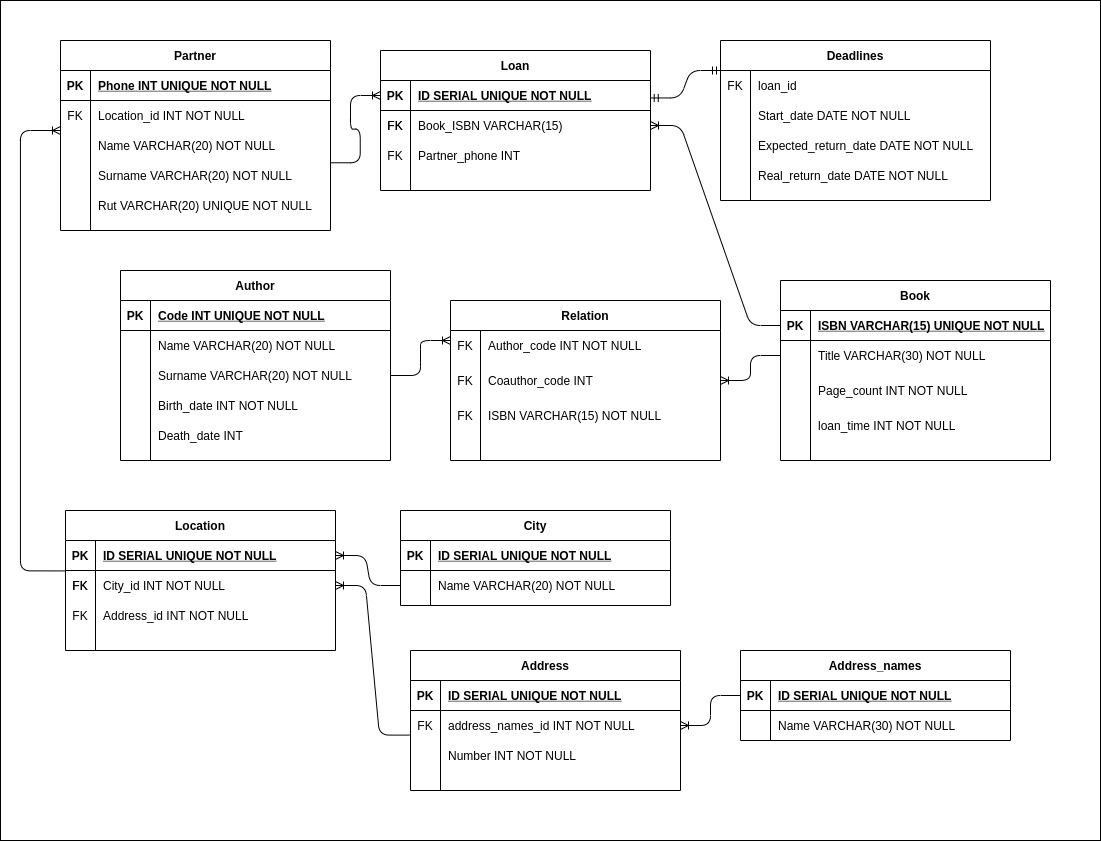 Partner
PK Phone INT UNIQUE NOT NULL
FK Location_id INT NOT NULL
Name VARCHAR(20) NOT NULL
Surname VARCHAR(20) NOT NULL
Rut VARCHAR(20) UNIQUE NOT NULL
Loan
PK ID SERIAL UNIQUE NOT NULL
FK Book_ISBN VARCHAR(15)
FK Partner_phone INT
Deadlines
FK loan_id
Start_date DATE NOT NULL
Expected_return_date DATE NOT NULL
Real_return_date DATE NOT NULL
Author
PK Code INT UNIQUE NOT NULL
Name VARCHAR(20) NOT NULL
Surname VARCHAR(20) NOT NULL
Birth_date INT NOT NULL
Death_date INT
Relation
FK Author_code INT NOT NULL
FK Coauthor_code INT
FK ISBN VARCHAR(15) NOT NULL
Book
PK ISBN VARCHAR(15) UNIQUE NOT NULL
Title VARCHAR(30) NOT NULL
Page_count INT NOT NULL
loan_time INT NOT NULL
Location
PK ID SERIAL UNIQUE NOT NULL
FK City_id INT NOT NULL
FK Address_id INT NOT NULL
City
PK ID SERIAL UNIQUE NOT NULL
Name VARCHAR(20) NOT NULL
Address
PK ID SERIAL UNIQUE NOT NULL
FK address_names_id INT NOT NULL
Number INT NOT NULL
Address_names
PK ID SERIAL UNIQUE NOT NULL
Name VARCHAR(30) NOT NULL